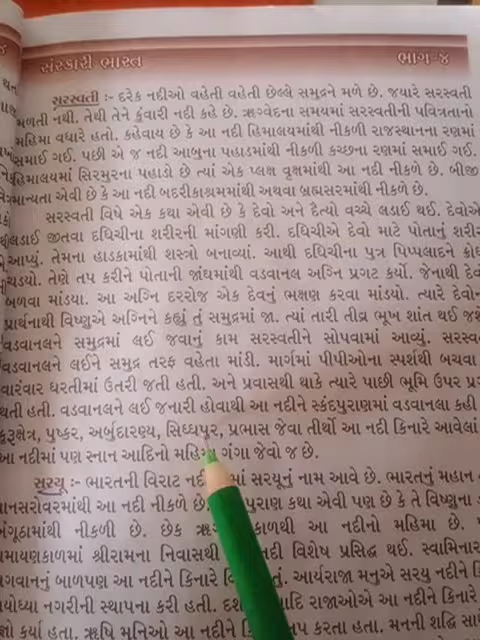 સંસ્કારી ભારત ભાગ-૪
સરસ્વતી :- દરેક નદીઓ વહેતી વહેતી છેલ્લે સમુદ્રને મળે છે. જયારે સરસ્વતી
મળતી નથી. તેથી તેને કુંવારી નદી કહે છે. ઋગ્વેદના સમયમાં સરસ્વતીની પવિત્રતાનો
મહિમા વધારે હતો. કહેવાય છે કે આ નદી હિમાલયમાંથી નીકળી રાજસ્થાનના રણમાં
સમાઈ ગઈ. પછી એ જ નદી આબુના પહાડમાંથી નીકળી કચ્છના રણમાં સમાઈ ગઈ.
હિમાલયમાં સિરમુરના પહાડો છે ત્યાં એક પ્લક્ષ વૃક્ષમાંથી આ નદી નીકળે છે. બીજી
માન્યતા એવી છે કે આ નદી બદરીકાશ્રમમાંથી અથવા બ્રહ્મસરમાંથી નીકળે છે.
સરસ્વતી વિષે એક કથા એવી છે કે દેવો અને દૈત્યો વચ્ચે લડાઈ થઈ. દેવોએ
લડાઈ જીતવા દધિચીના શરીરની માંગણી કરી. દધિચીએ દેવો માટે પોતાનું શરીર
આપ્યું. તેમના હાડકામાંથી શસ્ત્રો બનાવ્યાં. આથી દધિચીના પુત્ર પિપ્પલાદને ક્રોધ
ચડયો. તેણે તપ કરીને પોતાની જાંઘમાંથી વડવાનલ અગ્નિ પ્રગટ કર્યો. જેનાથી દેવો
બળવા માંડયા. આ અગ્નિ દરરોજ એક દેવનું ભક્ષણ કરવા માંડયો. ત્યારે દેવોની
પ્રાર્થનાથી વિષ્ણુએ અગ્નિને કહ્યું તું સમુદ્રમાં જા. ત્યાં તારી તીવ્ર ભૂખ શાંત થઈ જશે
વડવાનલને સમુદ્રમાં લઈ જવાનું કામ સરસ્વતીને સોપવામાં આવ્યું.
વડવાનલને લઈને સમુદ્ર તરફ વહેતા માંડી. માર્ગમાં પીપીઓના સ્પર્શથી બચવા
વારંવાર ધરતીમાં ઉતરી જતી હતી. અને પ્રવાસથી થાકે ત્યારે પાછી ભૂમિ ઉપર
થતી હતી. વડવાનલને લઈ જનારી હોવાથી આ નદીને સ્કંદપુરાણમાં વડવાનલા કહી
કુરૂક્ષેત્ર, પુષ્કર, અર્બુદારણ્ય, સિધ્ધપુર, પ્રભાસ જેવા તીર્થો આ નદી કિનારે આવેલાં
આ નદીમાં પણ સ્નાન આદિનો મહિમા ગંગા જેવો જ છે.
સરયૂ :- ભારતની વિરાટ સરયૂનું નામ આવે છે. ભારતનું મહાન
આ નદી નીકળે છે. પુરાણ કથા એવી પણ છે કે તે વિષ્ણુના
અંગૂઠામાંથી નીકળી છે. છેક કાળથી આ નદીનો મહિમા છે.
રામાયણકાળમાં શ્રીરામના નિવાસથી નદી વિશેષ પ્રસિદ્ધ થઈ.
ભગવાનનું બાળપણ આ નદીને કિનારે આર્યરાજા મનુએ સરયુ નદીને
અયોધ્યા નગરીની સ્થાપના કરી હતી. રાજાઓએ આ નદીને કિનારે
કર્યા હતા. ઋષિ મુનિઓ આ નદીને તપ કરતા હતા. મનની શુદ્ધિ